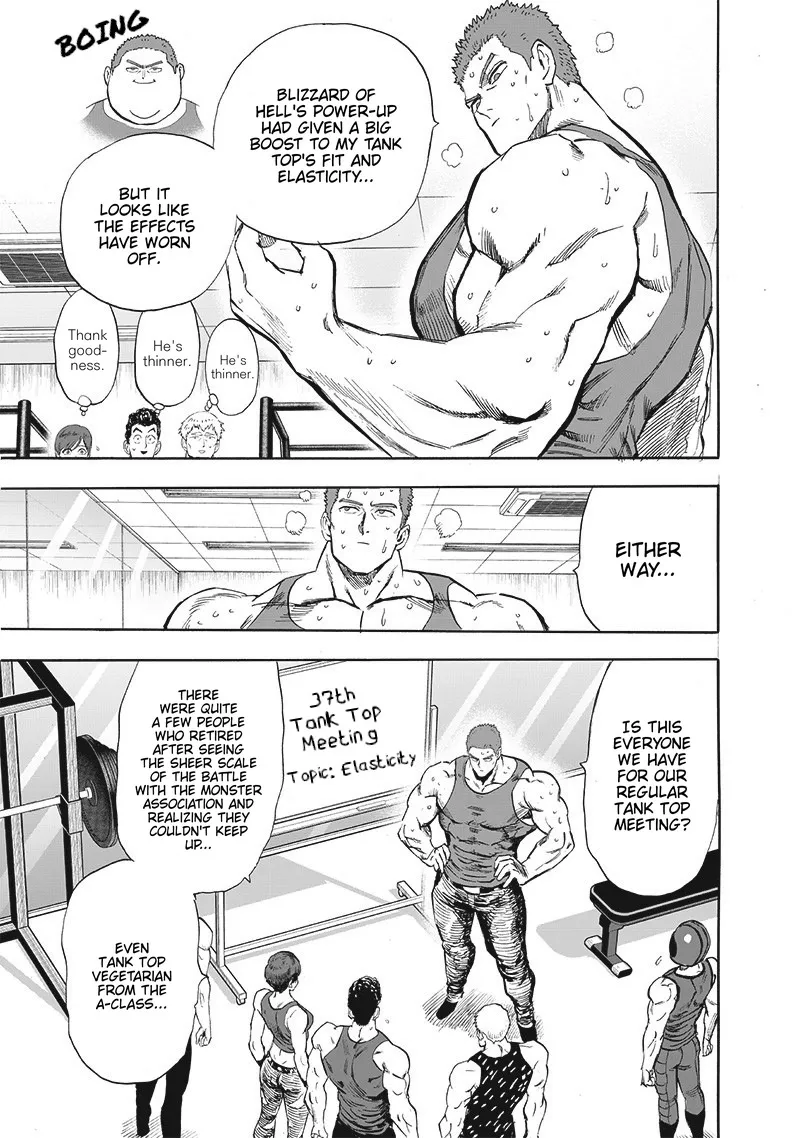 BOING
BLIZZARD OF
HELL'S POWER-UP
HAD GIVEN A BIG
BOOST TO MY TANK
TOP'S FIT AND
ELASTICITY...
BUT IT
LOOKS LIKE
THE EFFECTS
HAVE WORN
OFF.
He's
thinner.
He's
thinner.
Thank
good-
ness.
EITHER
WAY...
IS THIS
EVERYONE
WE HAVE
FOR OUR
REGULAR
TANK TOP
MEETING?
37th
Tank Top
Meeting
Topic: Elasticity
THERE
WERE QUITE
A FEW PEOPLE
WHO RETIRED
AFTER SEEING
THE SHEER SCALE
OF THE BATTLE
WITH THE MONSTER
ASSOCIATION AND
REALIZING THEY
COULDN'T KEEP
UP...
EVEN
TANK TOP
VEGETARIAN
FROM THE
A-CLASS...